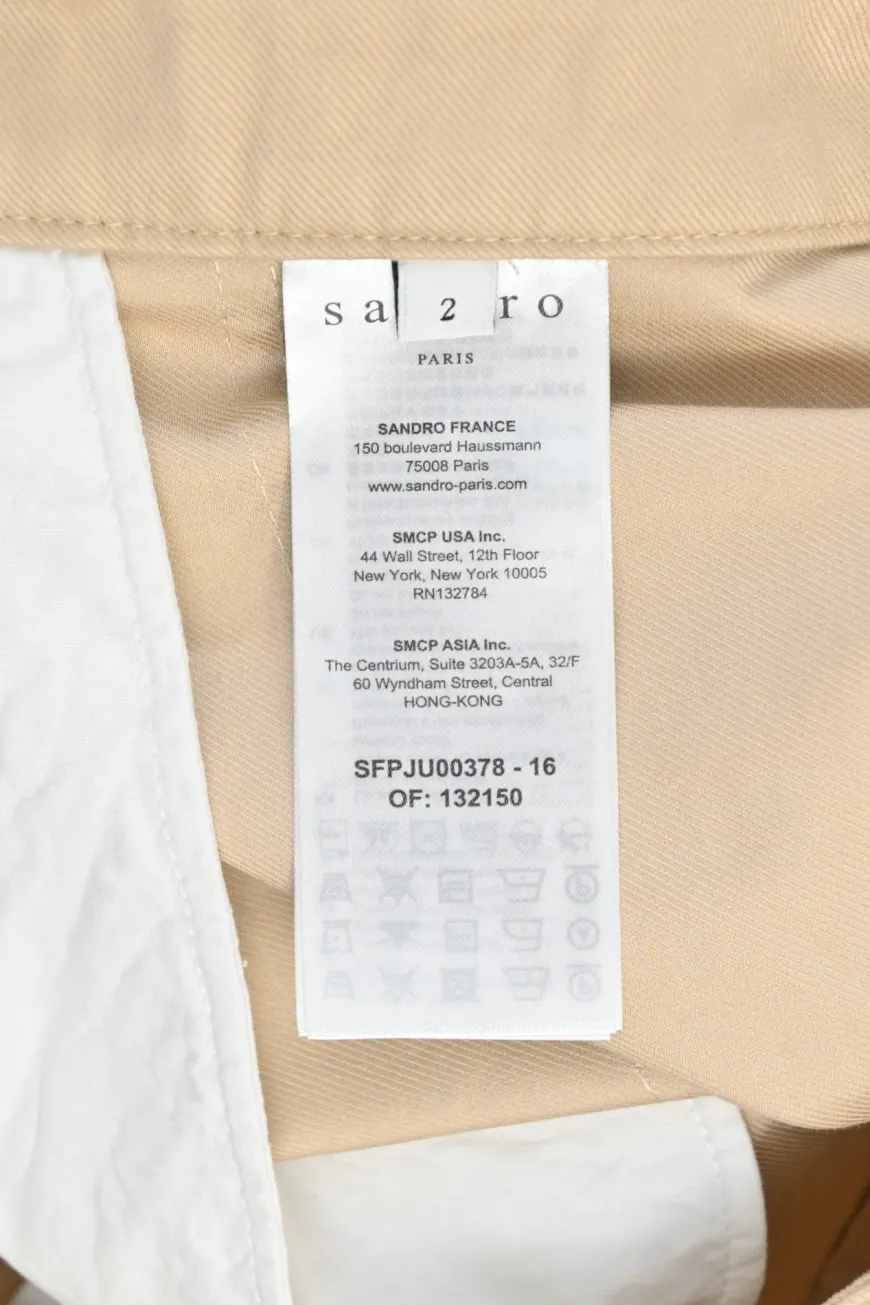 sa ro
2
PARIS
SANDRO FRANCE
150 boulevard Haussmann
75008 Paris
www.sandro-paris.com
SMCP USA Inc.
44 Wall Street, 12th Floor
New York, New York 10005
RN132784
SMCP ASIA Inc.
The Centrium, Suite 3203A-5A, 32/F
60 Wyndham Street, Central
HONG-KONG
SFPJU00378 - 16
OF: 132150